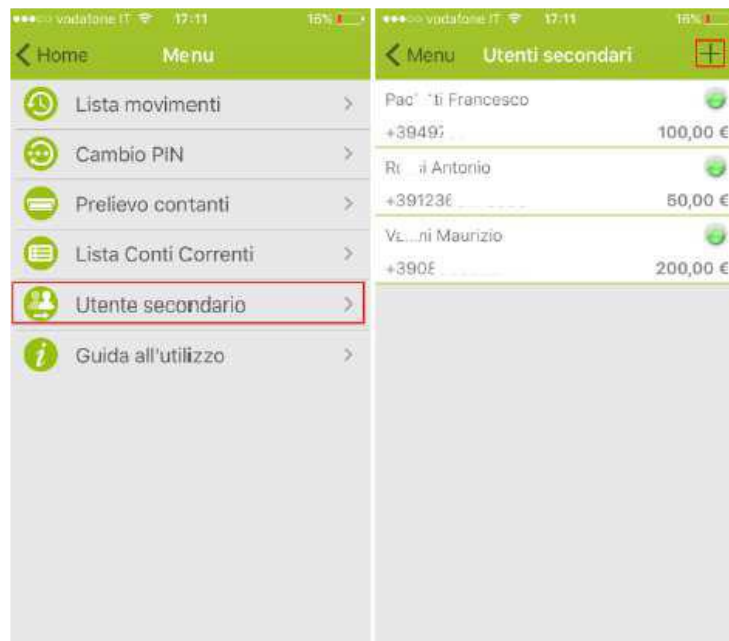 vodafone IT 17:11 16%
Home Menu
Lista movimenti
Cambio PIN
Prelievo contanti
Lista Conti Correnti
Utente secondario
Guida all'utilizzo
vodafone IT 17:11 16%
Menu Utenti secondari +
Francesco
100,00 €
Antonio
+391236 50,00 €
Maurizio
200,00 €